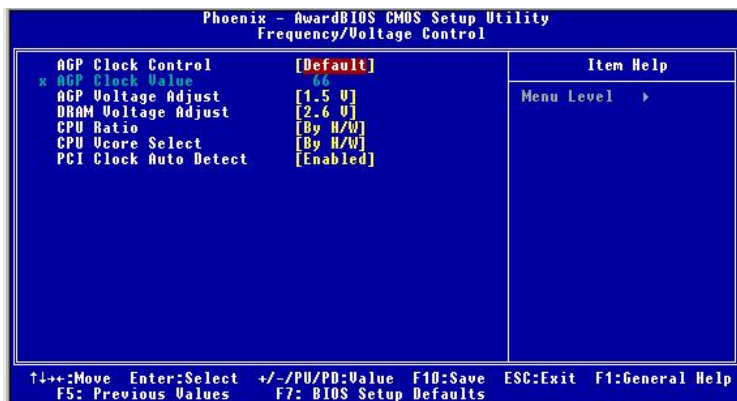 Phoenix - AwardBIOS CMOS Setup Utility
Frequency/Voltage Control
AGP Clock Control [Default]
x AGP Clock Value 66
AGP Voltage Adjust [1.5 V]
DRAM Voltage Adjust [2.6 V]
CPU Ratio [By H/W]
CPU Vcore Select [By H/W]
PCI Clock Auto Detect [Enabled]
Item Help
Menu Level ▸
↑↓→←:Move Enter:Select +/-/PU/PD:Value F10:Save ESC:Exit F1:General Help
F5: Previous Values F7: BIOS Setup Defaults